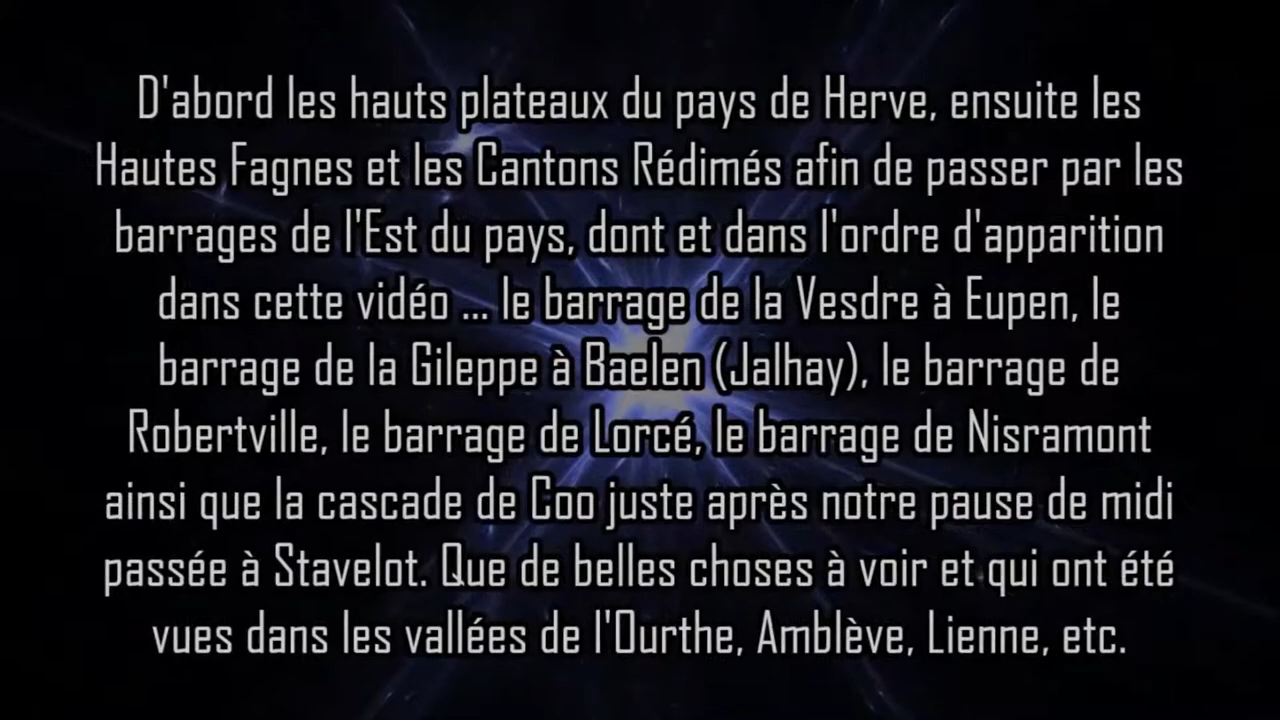 D'abord les hauts plateaux du pays de Herve, ensuite les
Hautes Fagnes et les Cantons Rédimés afin de passer par les
barrages de l'Est du pays, dont et dans l'ordre d'apparition
dans cette vidéo ... le barrage de la Vesdre à Eupen, le
barrage de la Gileppe à Baelen (Jalhay), le barrage de
Robertville, le barrage de Lorcé, le barrage de Nisramont
ainsi que la cascade de Coo juste après notre pause de midi
passée à Stavelot. Que de belles choses à voir et qui ont été
vues dans les vallées de l'Ourthe, Amblève, Lienne, etc.